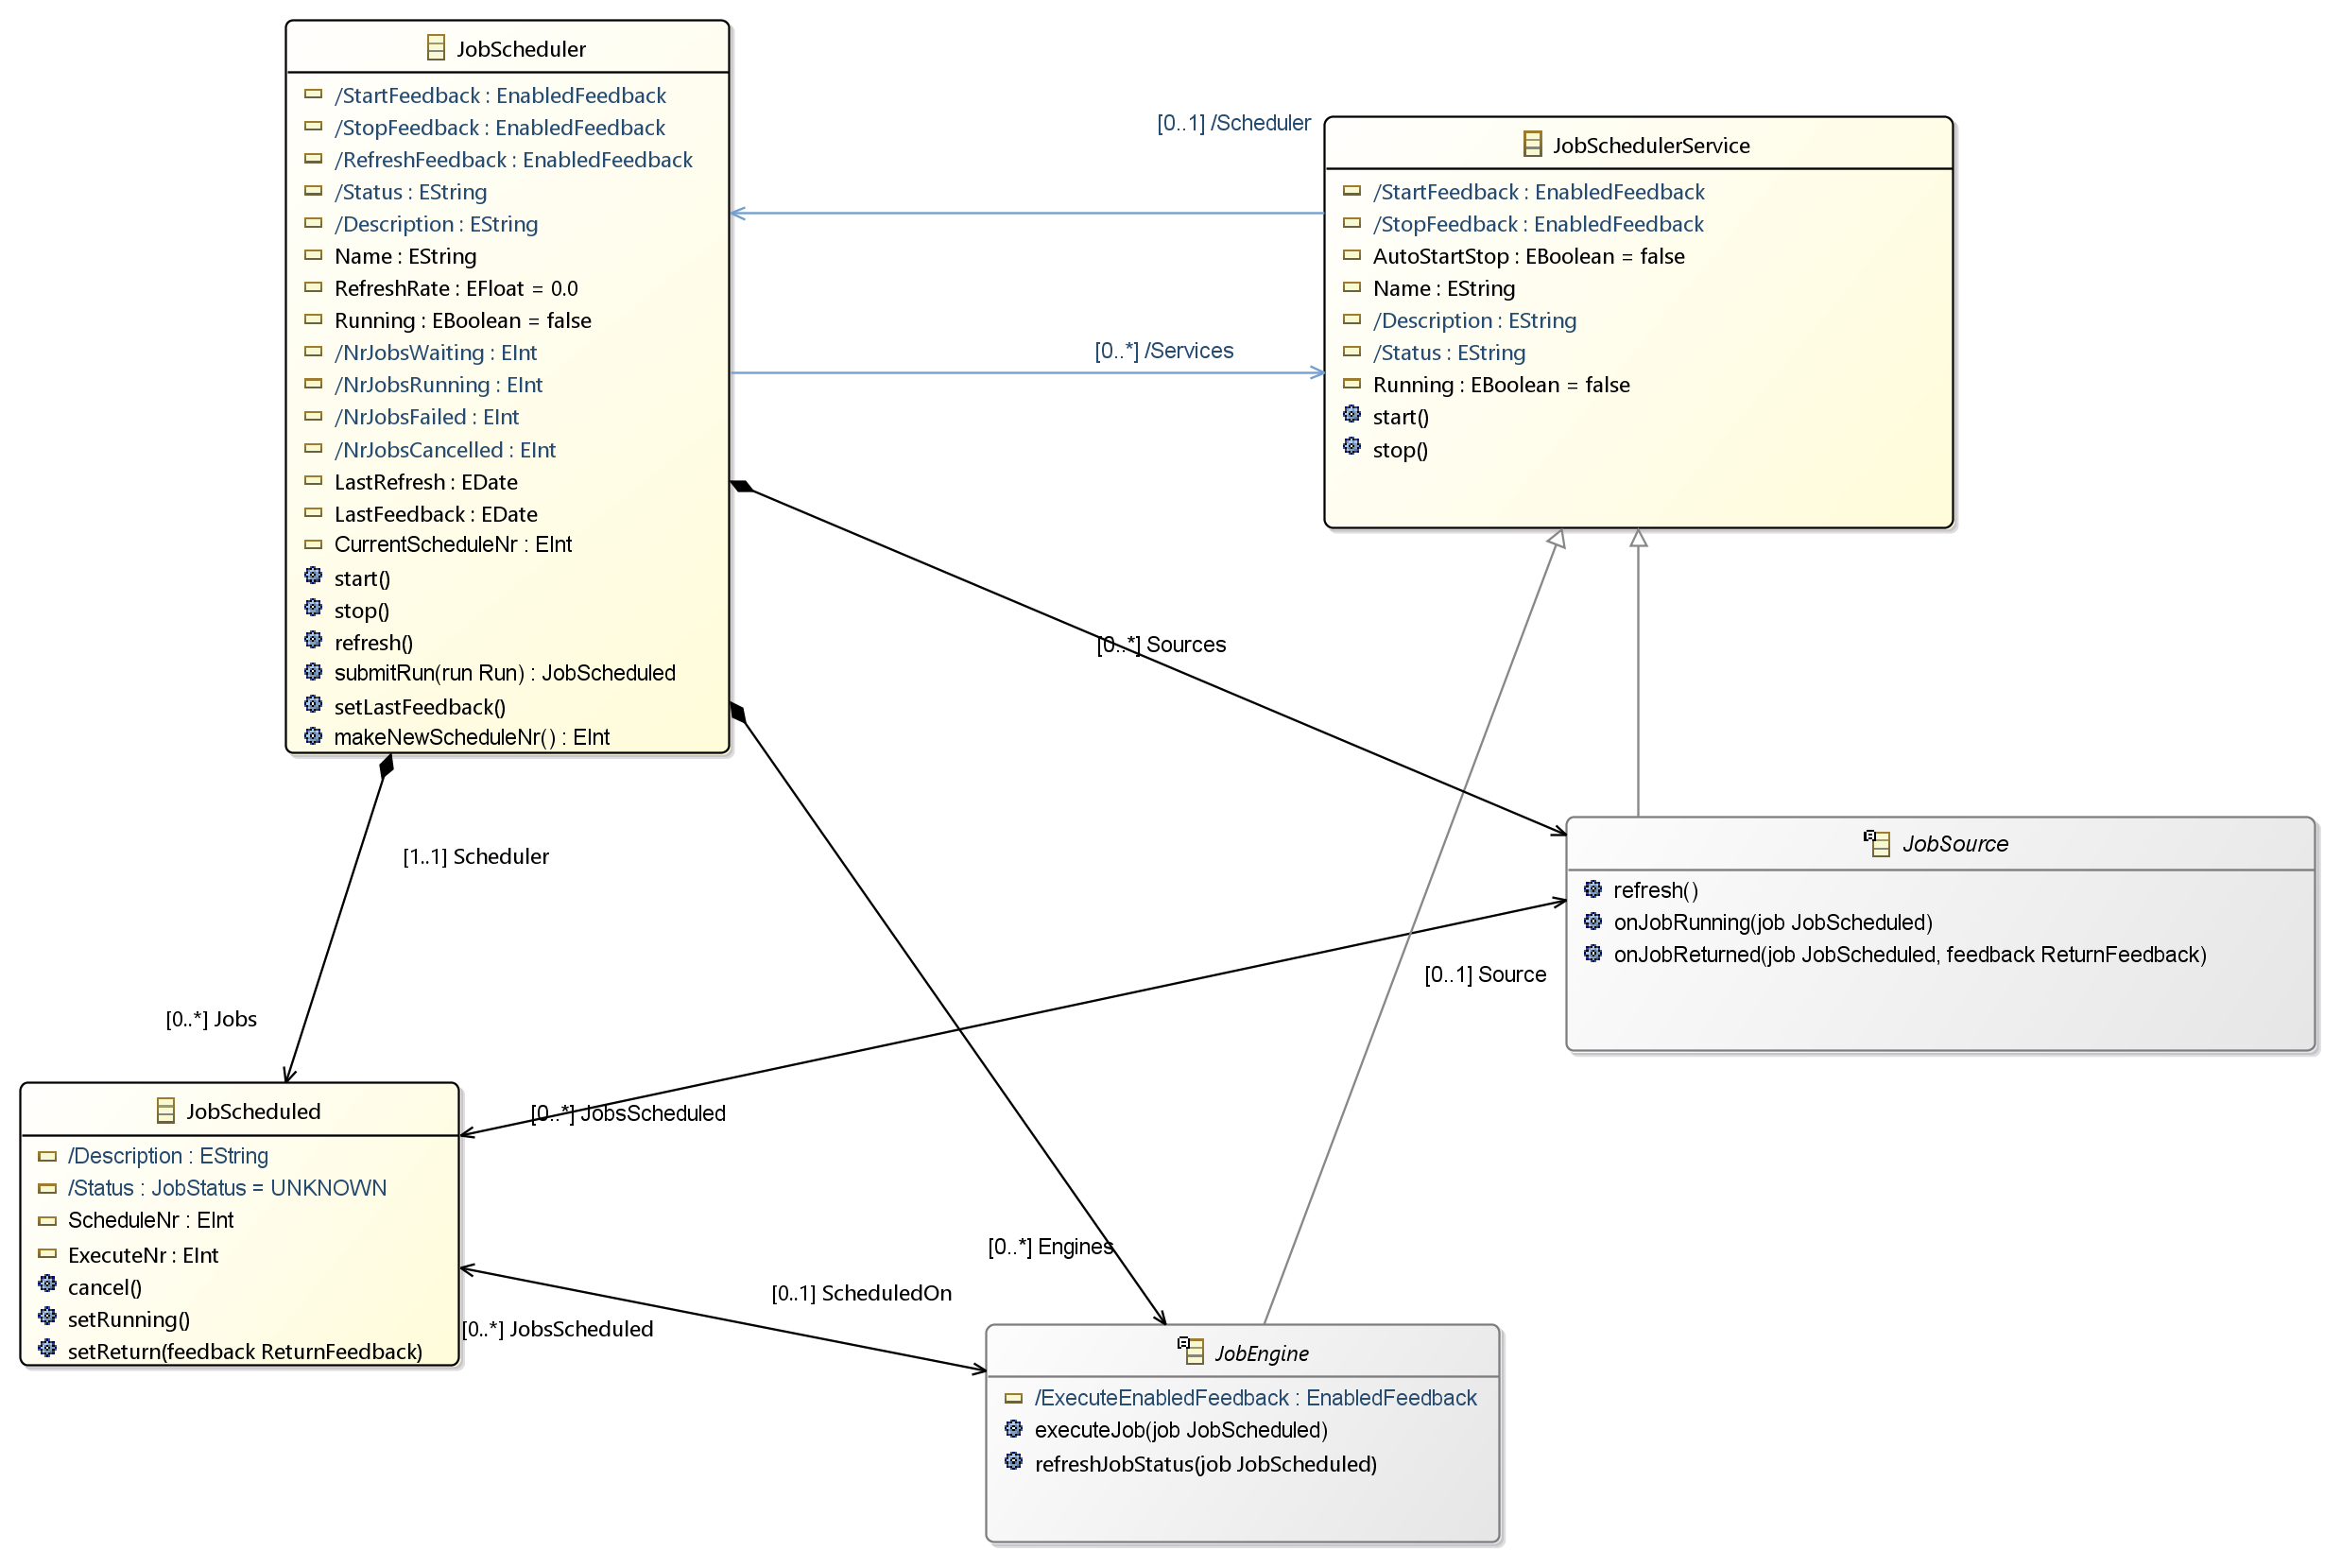 JobScheduler
/StartFeedback : EnabledFeedback
/StopFeedback : EnabledFeedback
/RefreshFeedback : EnabledFeedback
/Status : EString
/Description : EString
Name : EString
RefreshRate : EFloat = 0.0
Running : EBoolean = false
/NrJobsWaiting : EInt
/NrJobsRunning : EInt
/NrJobsFailed : EInt
/NrJobsCancelled : EInt
LastRefresh : EDate
LastFeedback : EDate
CurrentScheduleNr : EInt
start()
stop()
refresh()
submitRun(run Run) : JobScheduled
setLastFeedback()
makeNewScheduleNr() : EInt
[0..1] /Scheduler
[0..*] /Services
JobSchedulerService
/StartFeedback : EnabledFeedback
/StopFeedback : EnabledFeedback
AutoStartStop : EBoolean = false
Name : EString
/Description : EString
/Status : EString
Running : EBoolean = false
start()
stop()
[0..*] Sources
[1..1] Scheduler
[0..*] Jobs
JobSource
refresh()
onJobRunning(job JobScheduled)
onJobReturned(job JobScheduled, feedback ReturnFeedback)
[0..1] Source
[0..*] JobsScheduled
JobScheduled
/Description : EString
/Status : JobStatus = UNKNOWN
ScheduleNr : EInt
ExecuteNr : EInt
cancel()
setRunning()
setReturn(feedback ReturnFeedback)
[0..*] Engines
[0..1] ScheduledOn
[0..*] JobsScheduled
JobEngine
/ExecuteEnabledFeedback : EnabledFeedback
executeJob(job JobScheduled)
refreshJobStatus(job JobScheduled)